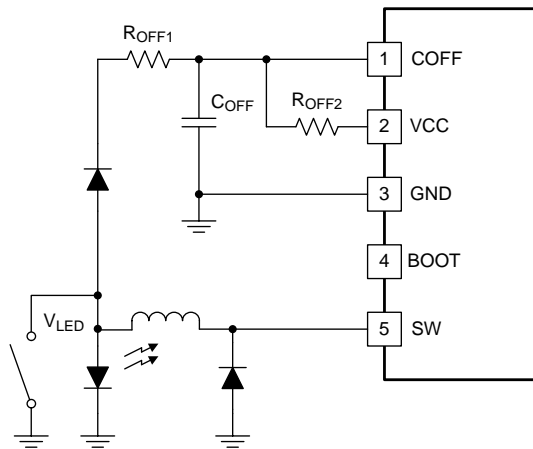 ROFF1
COFF
ROFF2
VLED
1 COFF
2 VCC
3 GND
4 BOOT
5 SW